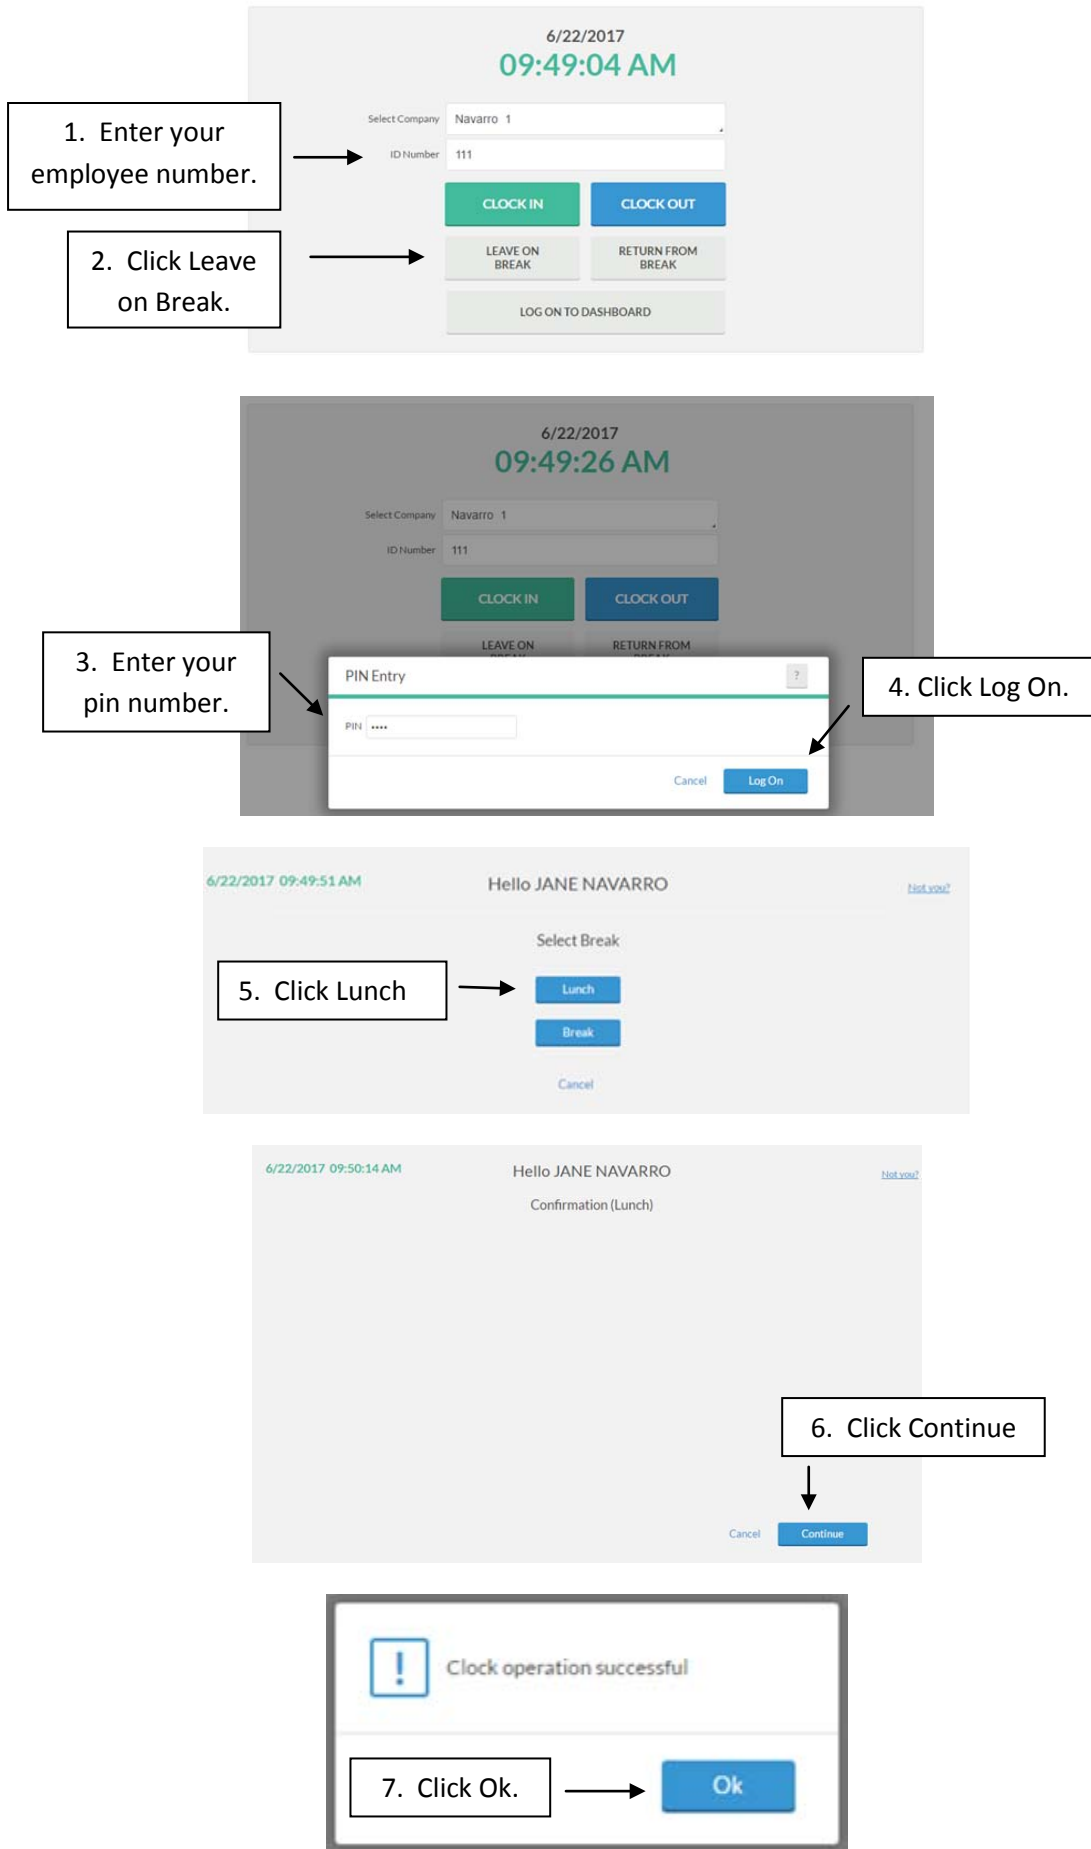 6/22/2017
09:49:04 AM
Select Company Navarro 1
1. Enter your
employee number.
ID Number 111
CLOCK IN CLOCK OUT
2. Click Leave
on Break.
LEAVE ON
BREAK
RETURN FROM
BREAK
LOG ON TO DASHBOARD
6/22/2017
09:49:26 AM
Select Company Navarro 1
ID Number 111
CLOCK IN CLOCK OUT
LEAVE ON
BREAK
RETURN FROM
BREAK
3. Enter your
pin number.
PIN Entry ?
4. Click Log On.
PIN ••••
Cancel Log On
6/22/2017 09:49:51 AM Hello JANE NAVARRO Not you?
Select Break
5. Click Lunch
Lunch
Break
Cancel
6/22/2017 09:50:14 AM Hello JANE NAVARRO Not you?
Confirmation (Lunch)
6. Click Continue
Cancel Continue
! Clock operation successful
7. Click Ok.
Ok